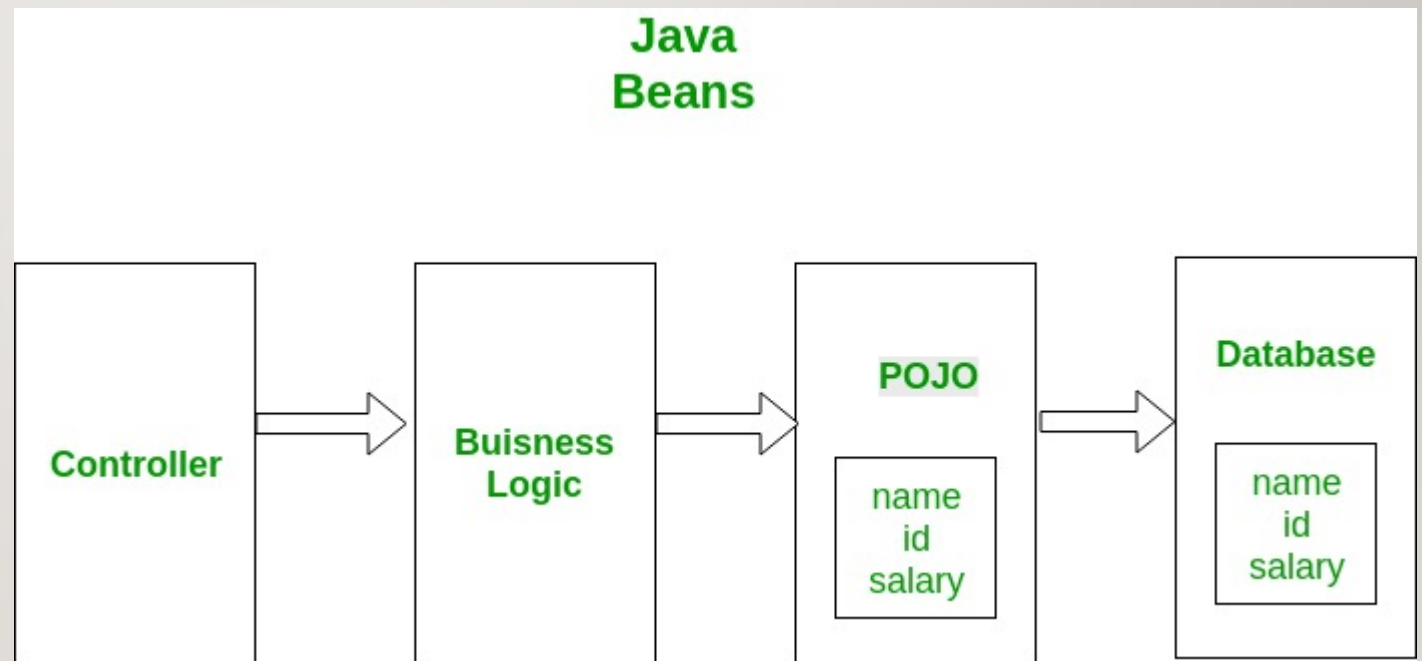 Java
Beans
Controller
Buisness
Logic
POJO
name
id
salary
Database
name
id
salary